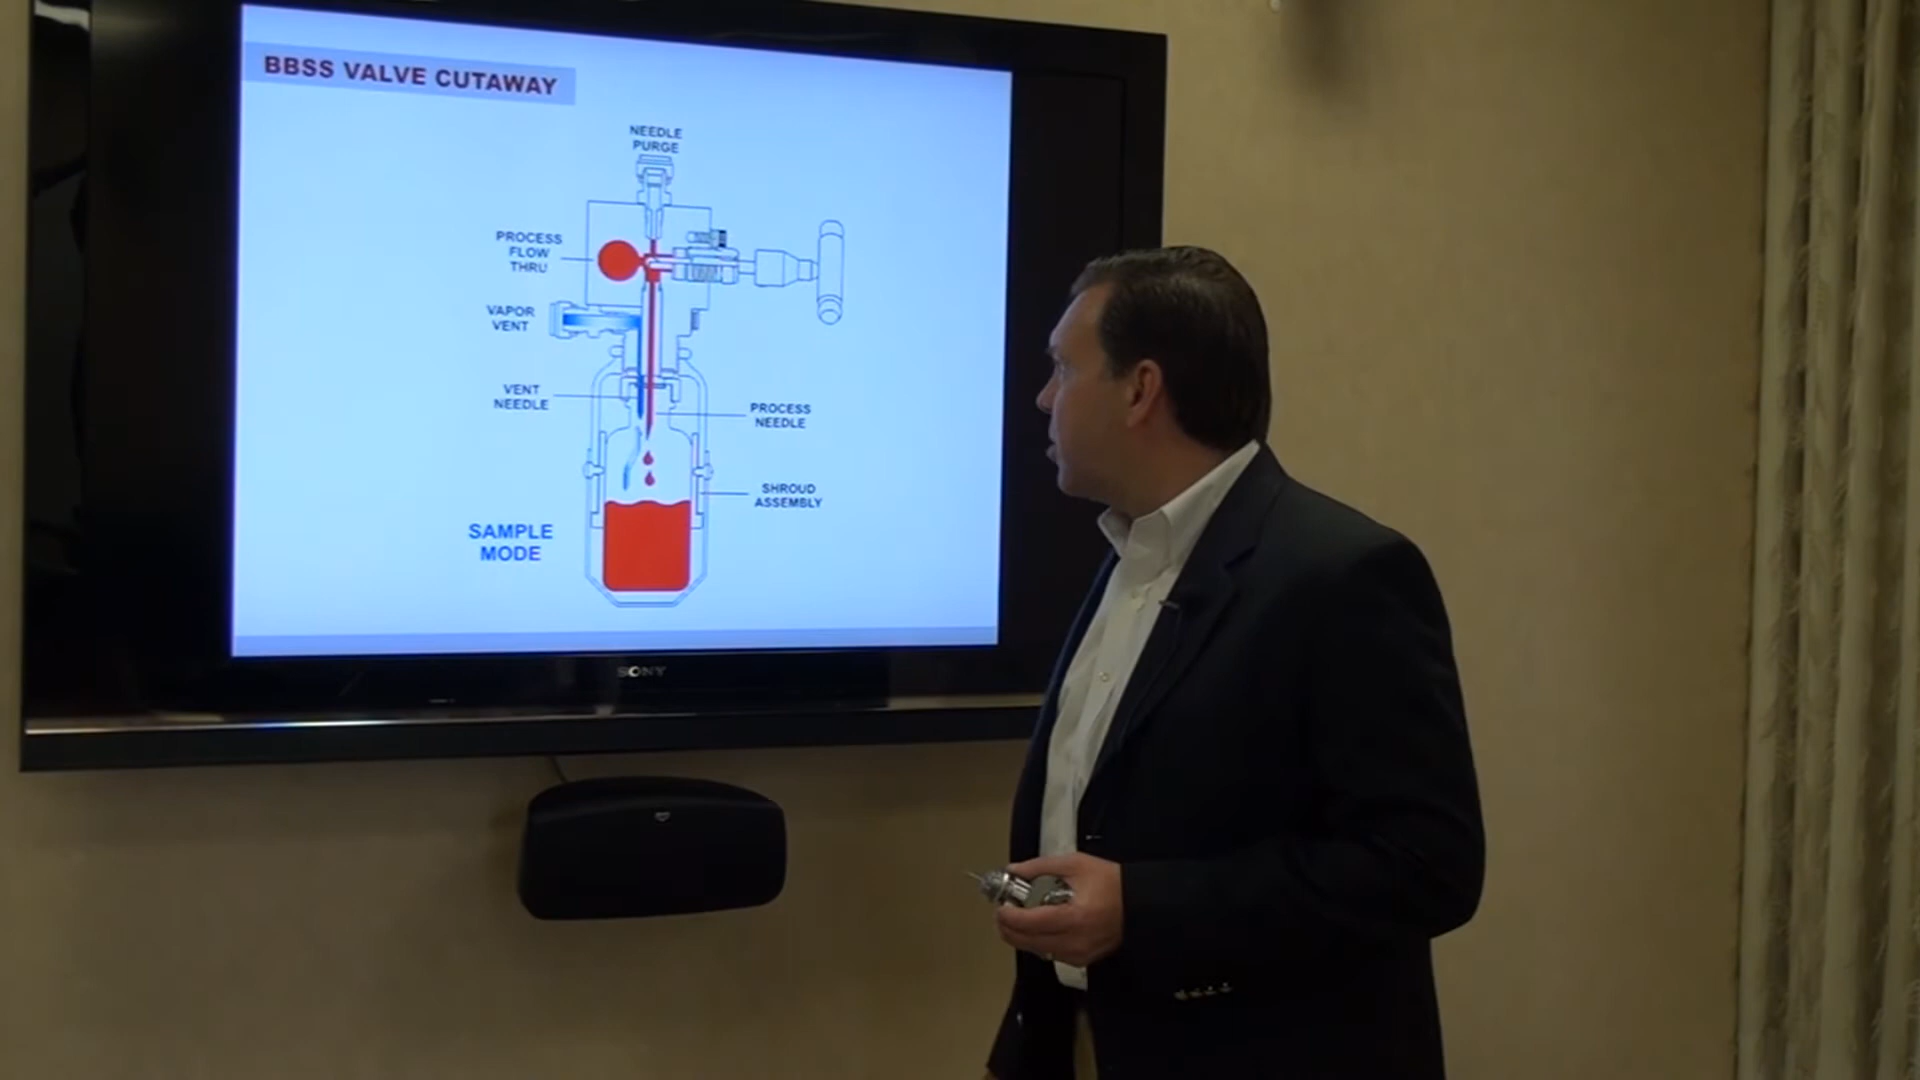 BBSS VALVE CUTAWAY
NEEDLE
PURGE
PROCESS
FLOW
THRU
VAPOR
VENT
VENT
NEEDLE
PROCESS
NEEDLE
SHROUD
ASSEMBLY
SAMPLE
MODE
SONY